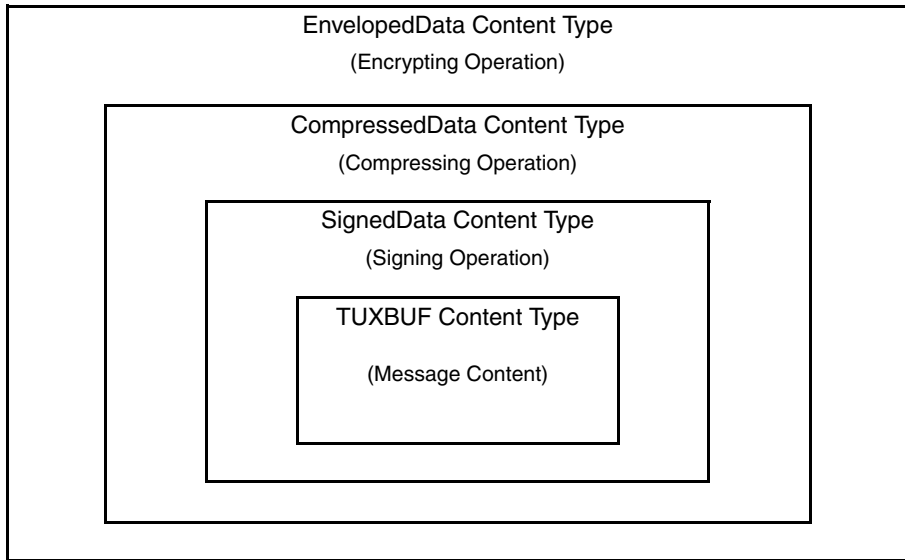 EnvelopedData Content Type
(Encrypting Operation)
CompressedData Content Type
(Compressing Operation)
SignedData Content Type
(Signing Operation)
TUXBUF Content Type
(Message Content)